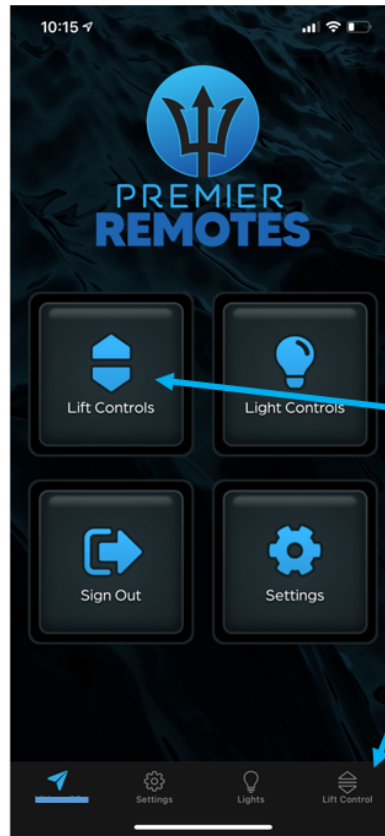 10:15
PREMIER
REMOTES
Lift Controls
Light Controls
Sign Out
Settings
Settings
Lights
Lift Control